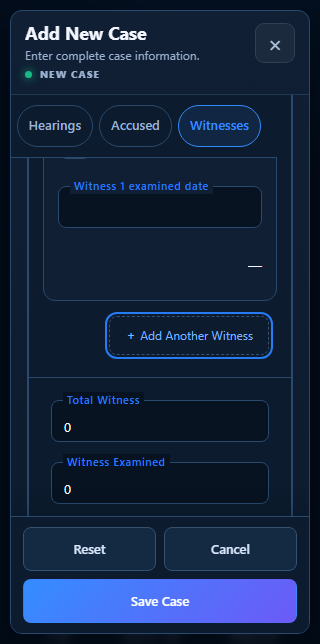 Add New Case
Enter complete case information.
NEW CASE
Hearings Accused Witnesses
Witness 1 examined date
—
+ Add Another Witness
Total Witness
0
Witness Examined
0
Reset Cancel
Save Case